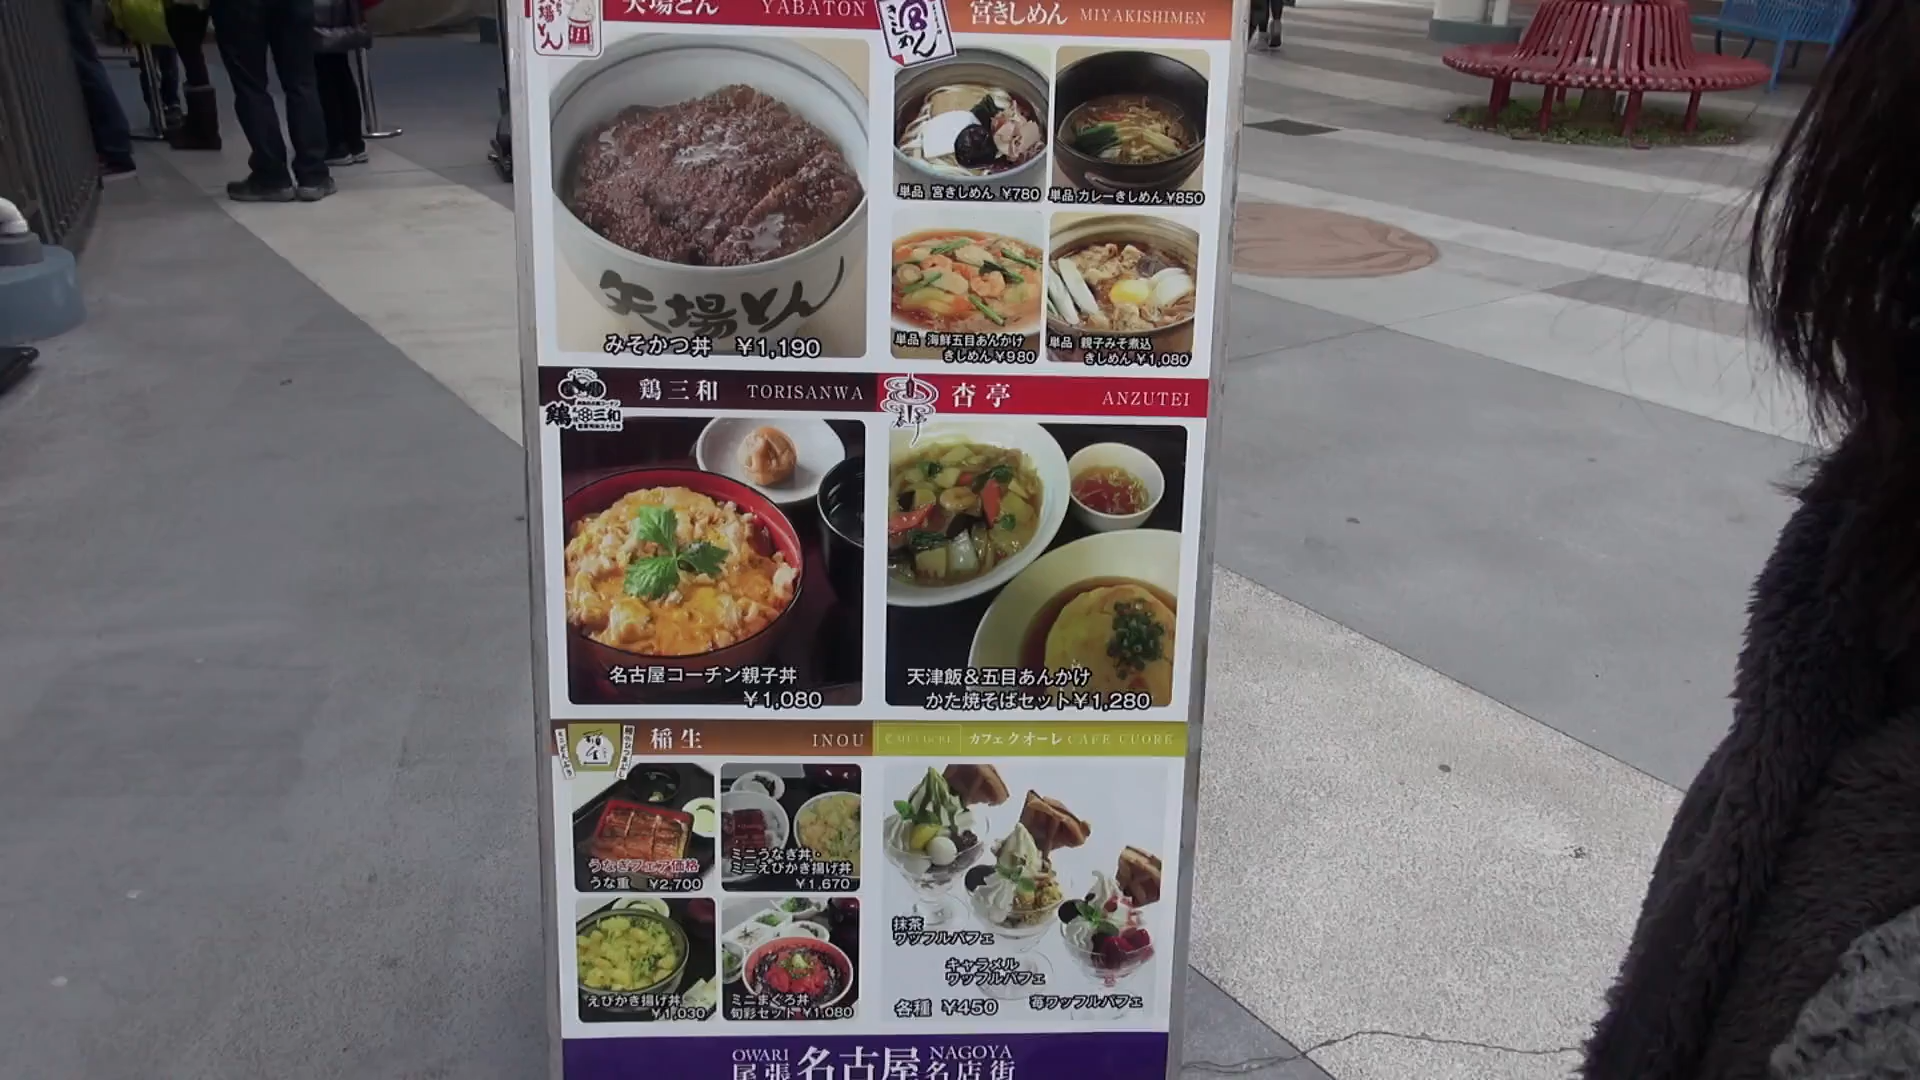 矢場とん YABATON
宮きしめん MIYAKISHIMEN
矢場とん
みそかつ丼 ¥1,190
単品 宮きしめん ¥780
単品 カレーきしめん ¥850
単品 海鮮五目あんかけ
きしめん ¥980
単品 親子みそ煮込
きしめん ¥1,080
鶏三和 TORISANWA
杏亭 ANZUTEI
名古屋コーチン親子丼
¥1,080
天津飯&五目あんかけ
かた焼そばセット ¥1,280
稲生 INOU
カフェクオーレ CAFE CUORE
うなぎフェア価格
うな重 ¥2,700
ミニうなぎ丼・
ミニえびかき揚げ丼
¥1,670
えびかき揚げ丼
¥1,030
ミニまぐろ丼
旬彩セット ¥1,080
抹茶
ワッフルパフェ
キャラメル
ワッフルパフェ
苺ワッフルパフェ
各種 ¥450
OWARI 名古屋 NAGOYA
尾張 名店街